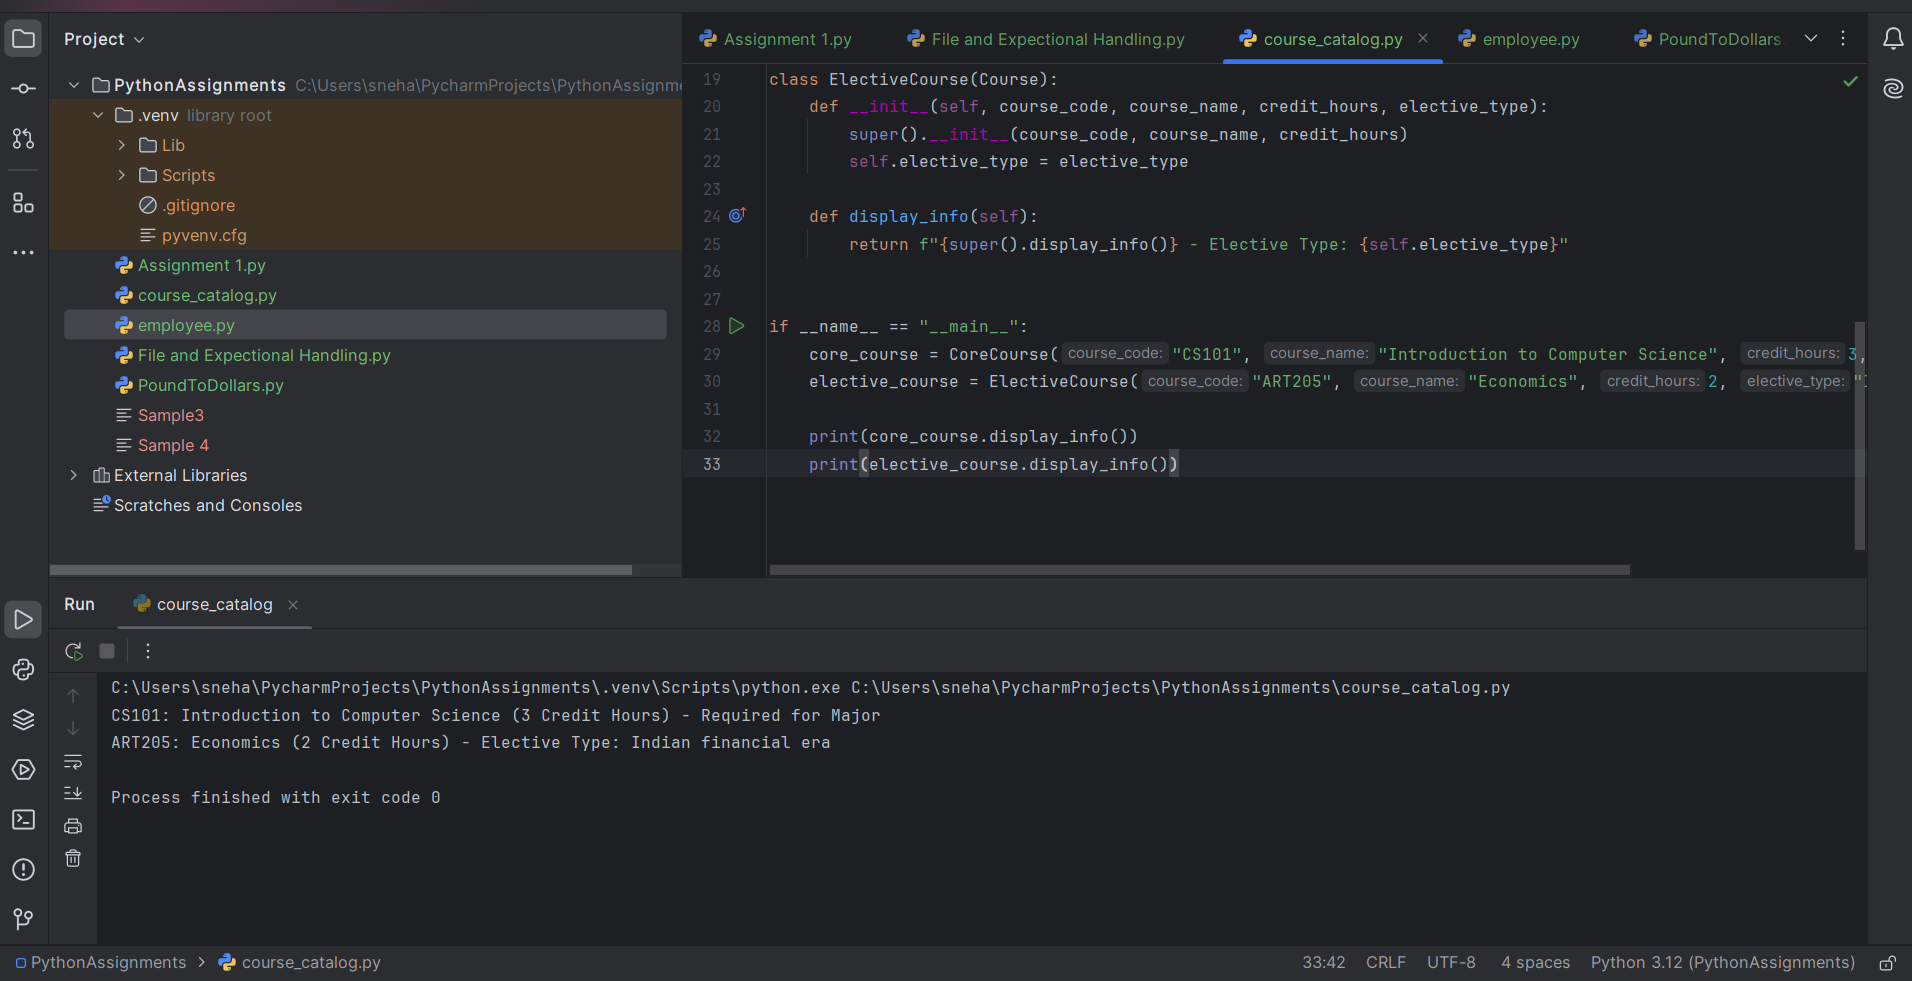 Project
PythonAssignments C:\Users\sneha\PycharmProjects\PythonAssignme
.venv library root
Lib
Scripts
.gitignore
pyvenv.cfg
Assignment 1.py
course_catalog.py
employee.py
File and Expectional Handling.py
PoundToDollars.py
Sample3
Sample 4
External Libraries
Scratches and Consoles
Assignment 1.py File and Expectional Handling.py course_catalog.py employee.py PoundToDollars
19 class ElectiveCourse(Course):
20 def __init__(self, course_code, course_name, credit_hours, elective_type):
21 super().__init__(course_code, course_name, credit_hours)
22 self.elective_type = elective_type
23
24 def display_info(self):
25 return f"{super().display_info()} - Elective Type: {self.elective_type}"
26
27
28 if __name__ == "__main__":
29 core_course = CoreCourse( course_code: "CS101", course_name: "Introduction to Computer Science", credit_hours: 3,
30 elective_course = ElectiveCourse( course_code: "ART205", course_name: "Economics", credit_hours: 2, elective_type: "I
31
32 print(core_course.display_info())
33 print(elective_course.display_info())
Run course_catalog
C:\Users\sneha\PycharmProjects\PythonAssignments\.venv\Scripts\python.exe C:\Users\sneha\PycharmProjects\PythonAssignments\course_catalog.py
CS101: Introduction to Computer Science (3 Credit Hours) - Required for Major
ART205: Economics (2 Credit Hours) - Elective Type: Indian financial era
Process finished with exit code 0
PythonAssignments > course_catalog.py 33:42 CRLF UTF-8 4 spaces Python 3.12 (PythonAssignments)